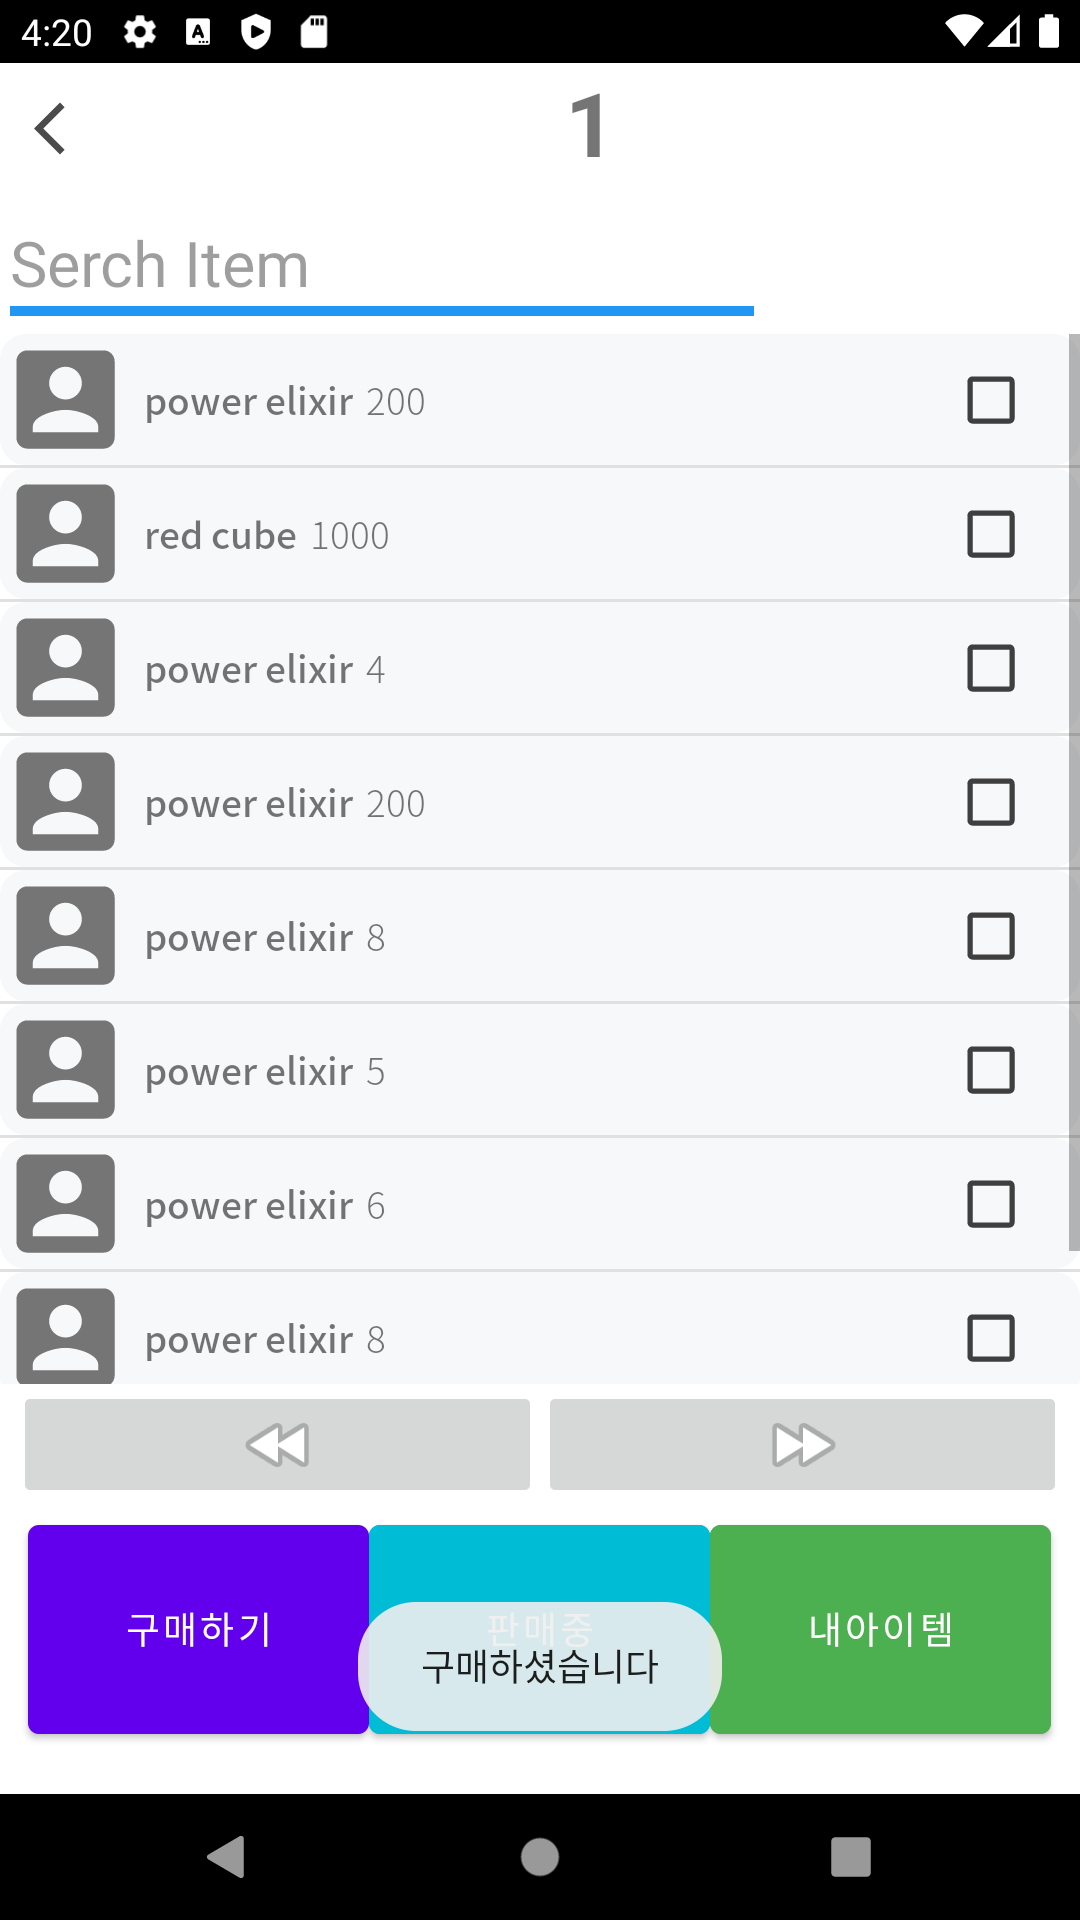 4:20
1
Serch Item
power elixir 200
red cube 1000
power elixir 4
power elixir 200
power elixir 8
power elixir 5
power elixir 6
power elixir 8
구매하기 판매중 내아이템
구매하셨습니다